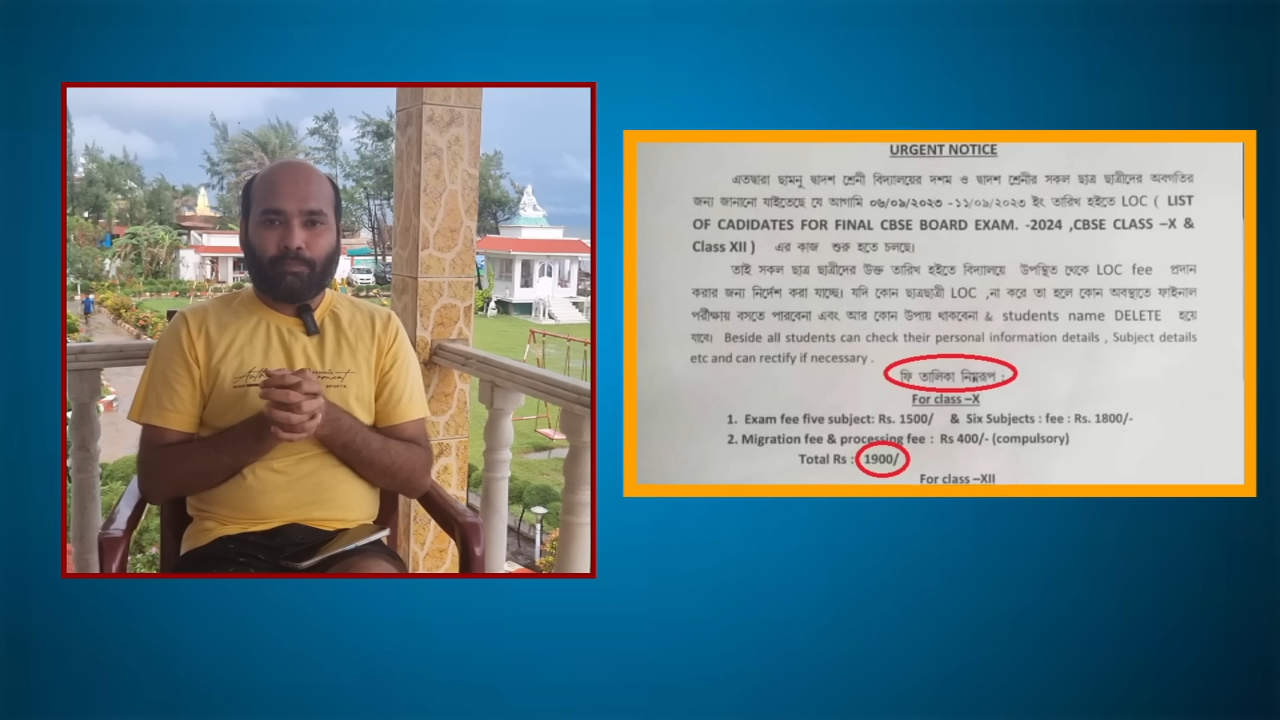 URGENT NOTICE
এতদ্বারা ছামনু দ্বাদশ শ্রেনী বিদ্যালয়ের দশম ও দ্বাদশ শ্রেনীর সকল ছাত্র ছাত্রীদের অবগতির
জন্য জানানো যাইতেছে যে আগামি ০৬/০৯/২০২৩ -১১/০৯/২০২৩ ইং তারিখ হইতে LOC ( LIST
OF CADIDATES FOR FINAL CBSE BOARD EXAM. -2024 ,CBSE CLASS –X &
Class XII ) এর কাজ শুরু হতে চলছে।
তাই সকল ছাত্র ছাত্রীদের উক্ত তারিখ হইতে বিদ্যালয়ে উপস্থিত থেকে LOC fee প্রদান
করার জন্য নির্দেশ করা যাচ্ছে। যদি কোন ছাত্রছাত্রী LOC ,না করে তা হলে কোন অবস্থাতে ফাইনাল
পরীক্ষায় বসতে পারবেনা এবং আর কোন উপায় থাকবেনা & students name DELETE হয়ে
যাবে। Beside all students can check their personal information details , Subject details
etc and can rectify if necessary .
ফি তালিকা নিম্নরূপ :
For class –X
1. Exam fee five subject: Rs. 1500/ & Six Subjects : fee : Rs. 1800/-
2. Migration fee & processing fee : Rs 400/- (compulsory)
Total Rs : 1900/
For class –XII